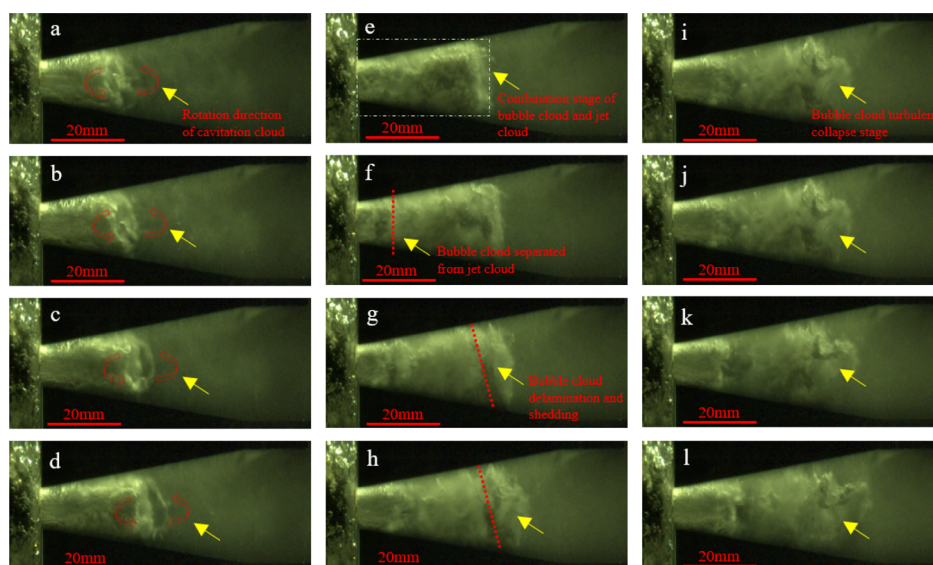 a
Rotation direction
of cavitation cloud
20mm
b
20mm
c
20mm
d
20mm
e
Combination stage of
bubble cloud and jet
cloud
20mm
f
Bubble cloud separated
from jet cloud
20mm
g
Bubble cloud
delamination and
shedding
20mm
h
20mm
i
Bubble cloud turbulen
collapse stage
20mm
j
20mm
k
20mm
l
20mm